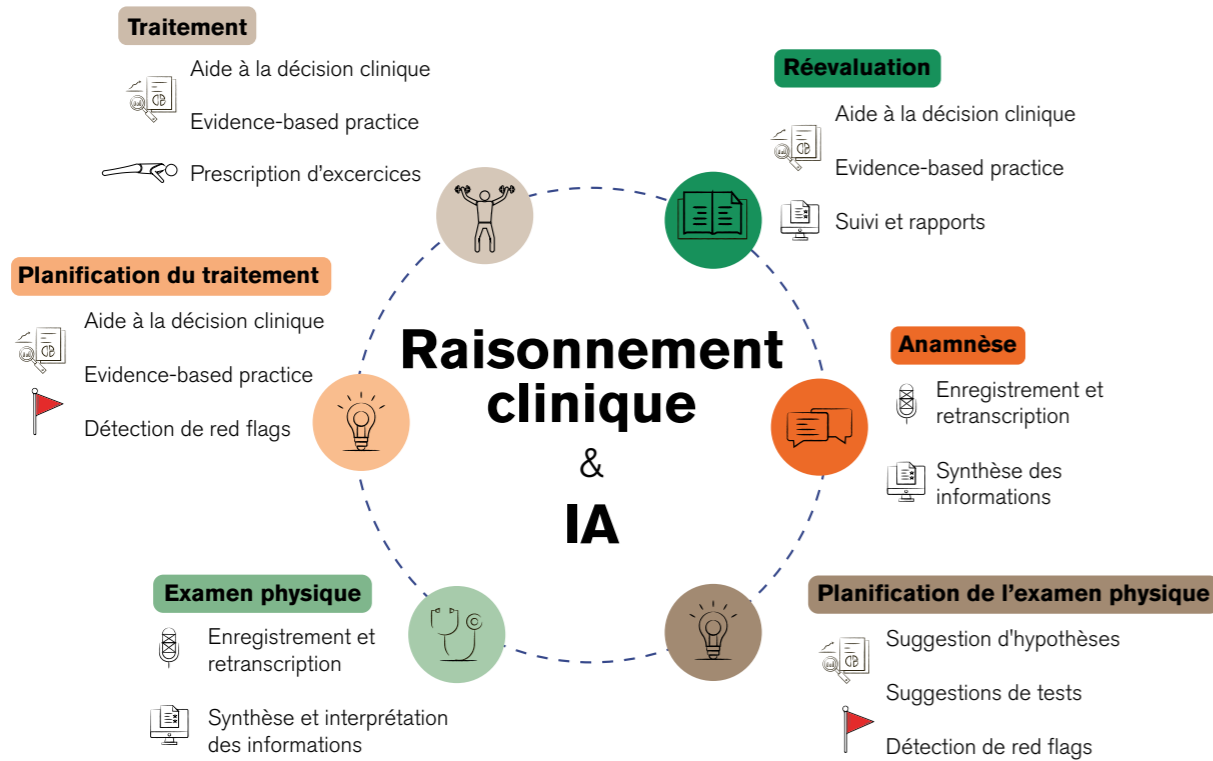 Traitement
Aide à la décision clinique
Evidence-based practice
Prescription d'excercices
Réevaluation
Aide à la décision clinique
Evidence-based practice
Suivi et rapports
Planification du traitement
Aide à la décision clinique
Evidence-based practice
Détection de red flags
Raisonnement
clinique
&
IA
Anamnèse
Enregistrement et
retranscription
Synthèse des
informations
Examen physique
Enregistrement et
retranscription
Synthèse et interprétation
des informations
Planification de l'examen physique
Suggestion d'hypothèses
Suggestions de tests
Détection de red flags